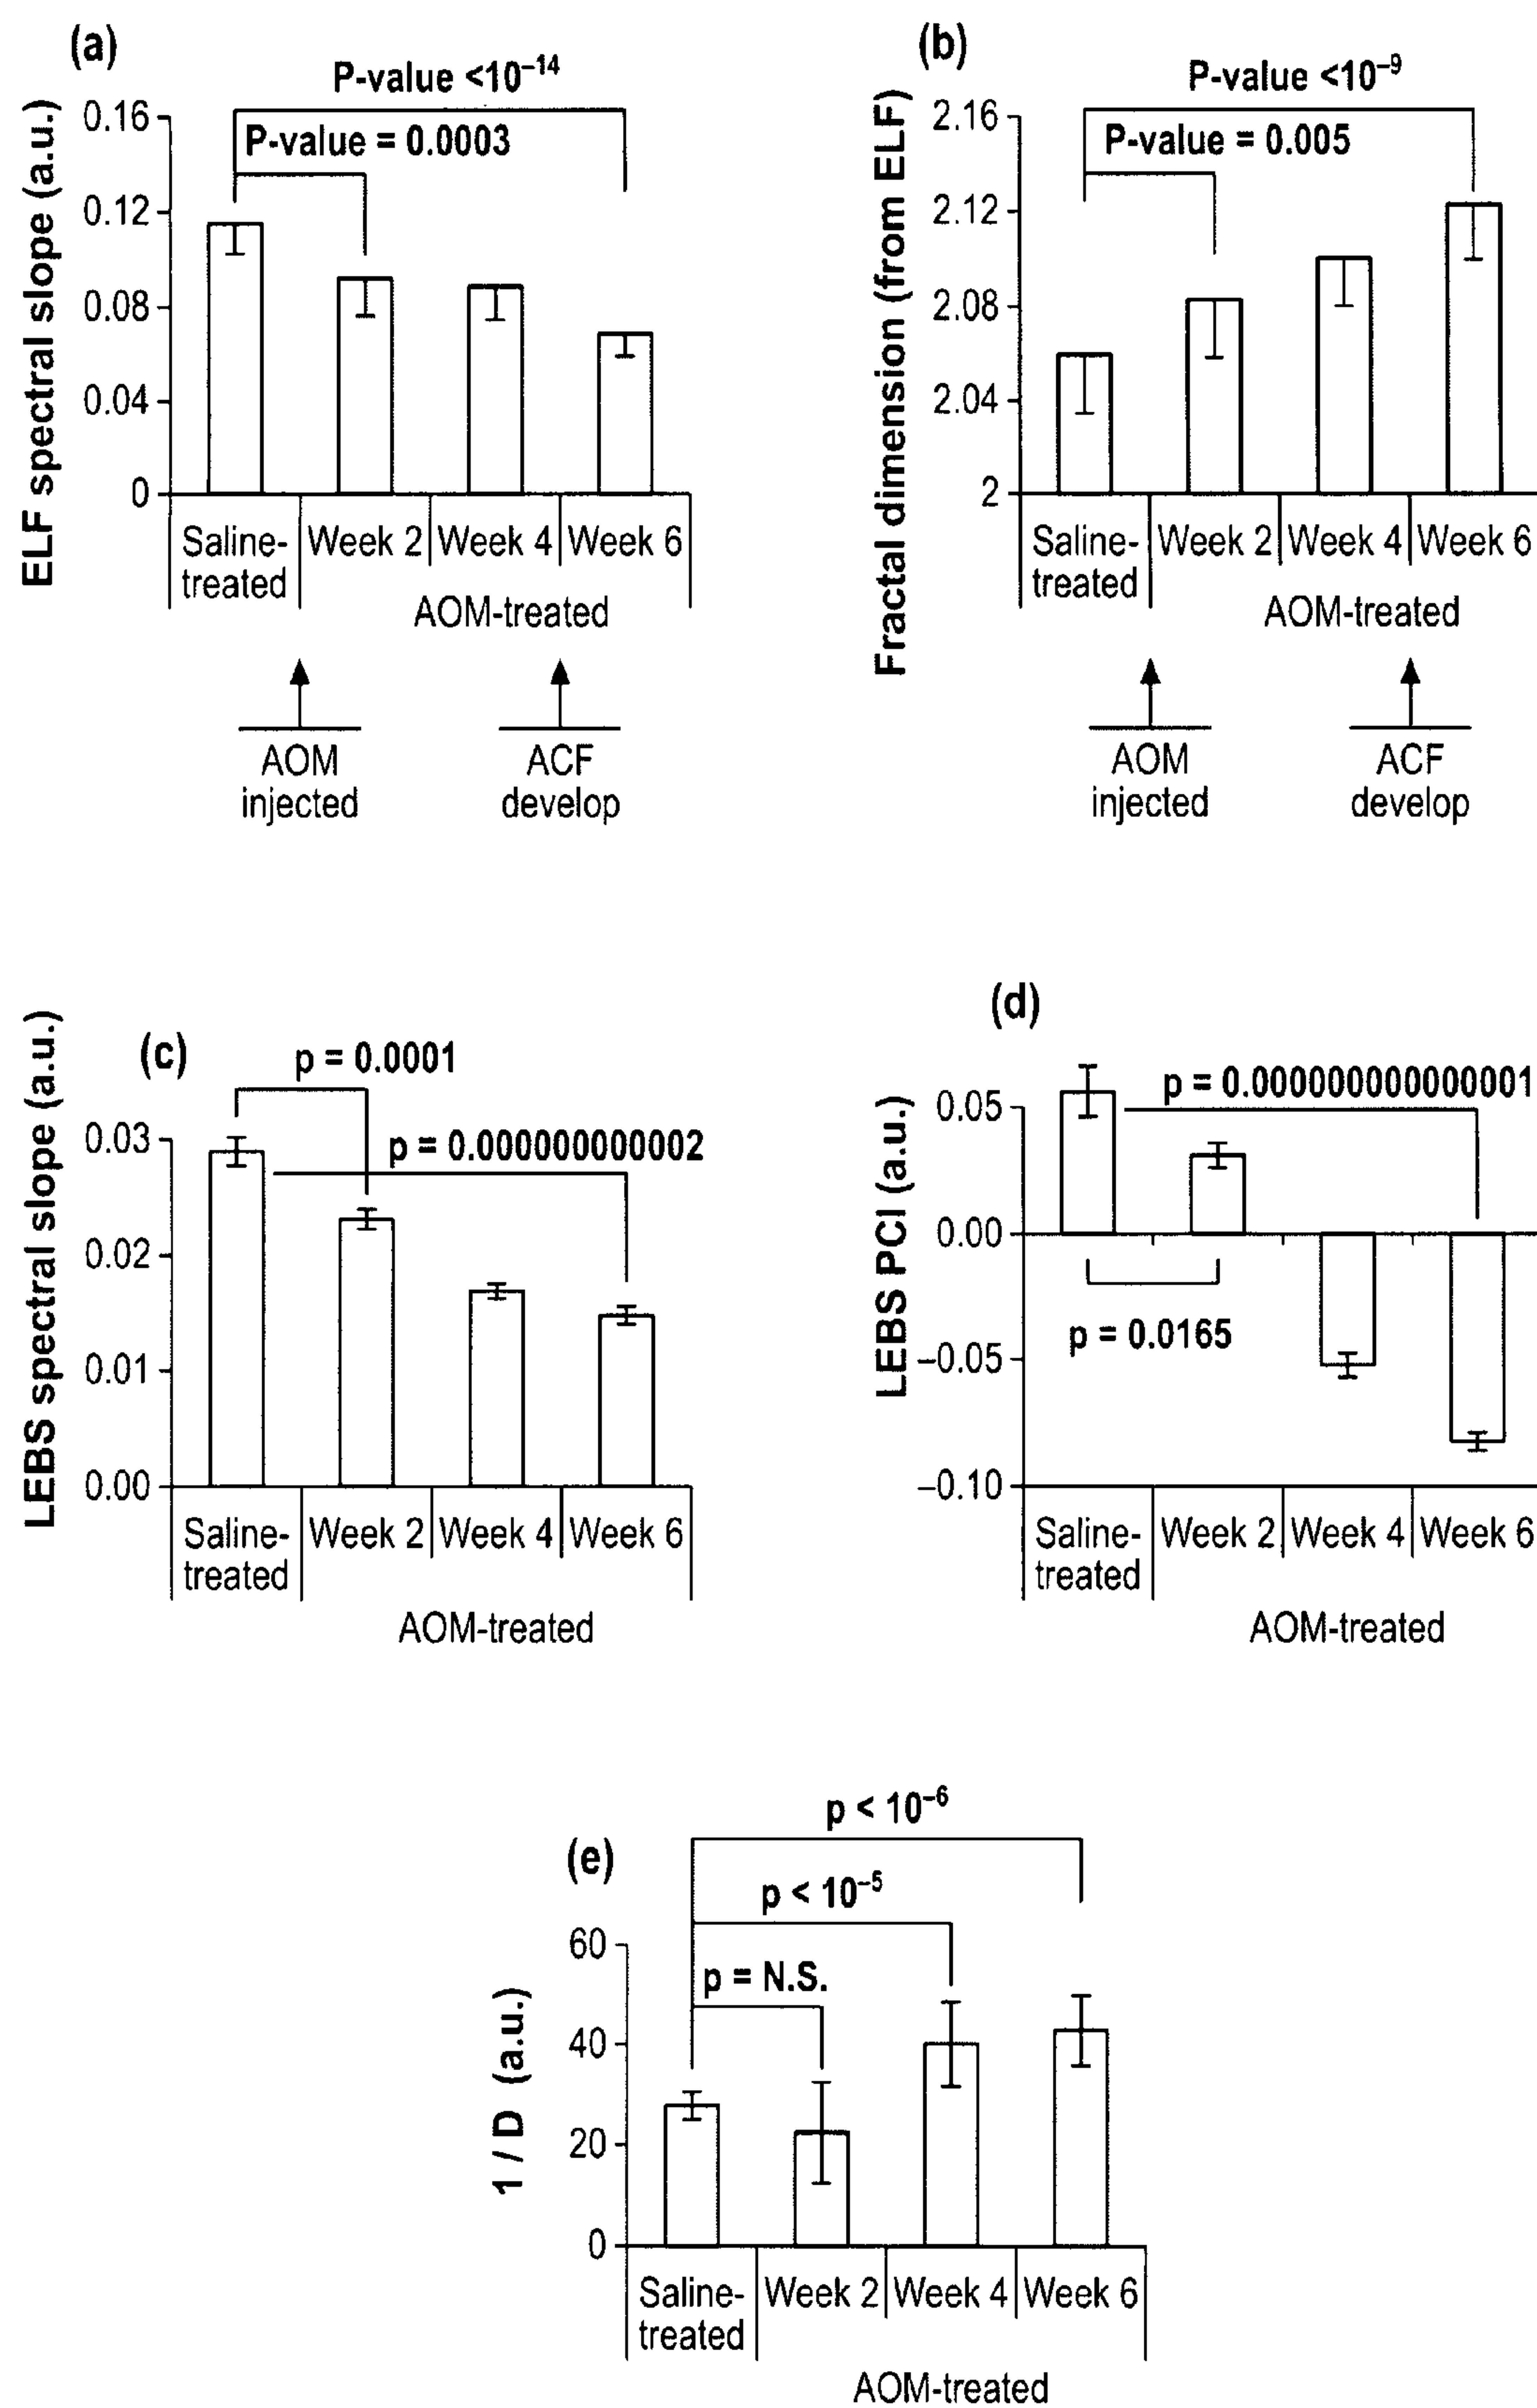 (a)
P-value <10⁻¹⁴
P-value = 0.0003
ELF spectral slope (a.u.)
0.16
0.12
0.08
0.04
0
Saline-
treated
Week 2
Week 4
Week 6
AOM-treated
AOM
injected
ACF
develop
(b)
P-value <10⁻⁹
P-value = 0.005
Fractal dimension (from ELF)
2.16
2.12
2.08
2.04
2
Saline-
treated
Week 2
Week 4
Week 6
AOM-treated
AOM
injected
ACF
develop
(c)
p = 0.0001
p = 0.000000000002
LEBS spectral slope (a.u.)
0.03
0.02
0.01
0.00
Saline-
treated
Week 2
Week 4
Week 6
AOM-treated
(d)
p = 0.000000000000001
LEBS PCI (a.u.)
0.05
0.00
−0.05
−0.10
p = 0.0165
Saline-
treated
Week 2
Week 4
Week 6
AOM-treated
(e)
p < 10⁻⁶
p < 10⁻⁵
p = N.S.
1 / D (a.u.)
60
40
20
0
Saline-
treated
Week 2
Week 4
Week 6
AOM-treated